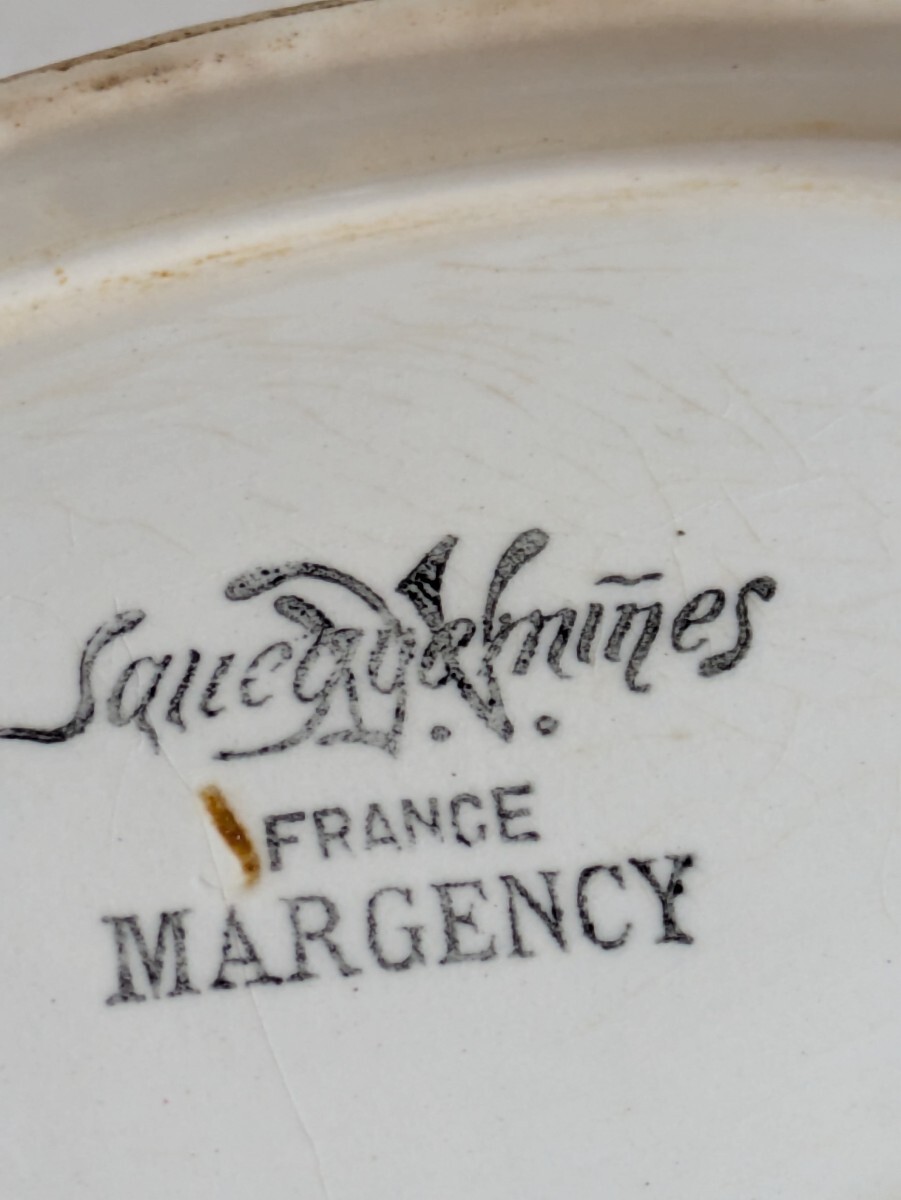 Sarreguemines
D.V.
FRANCE
MARGENCY